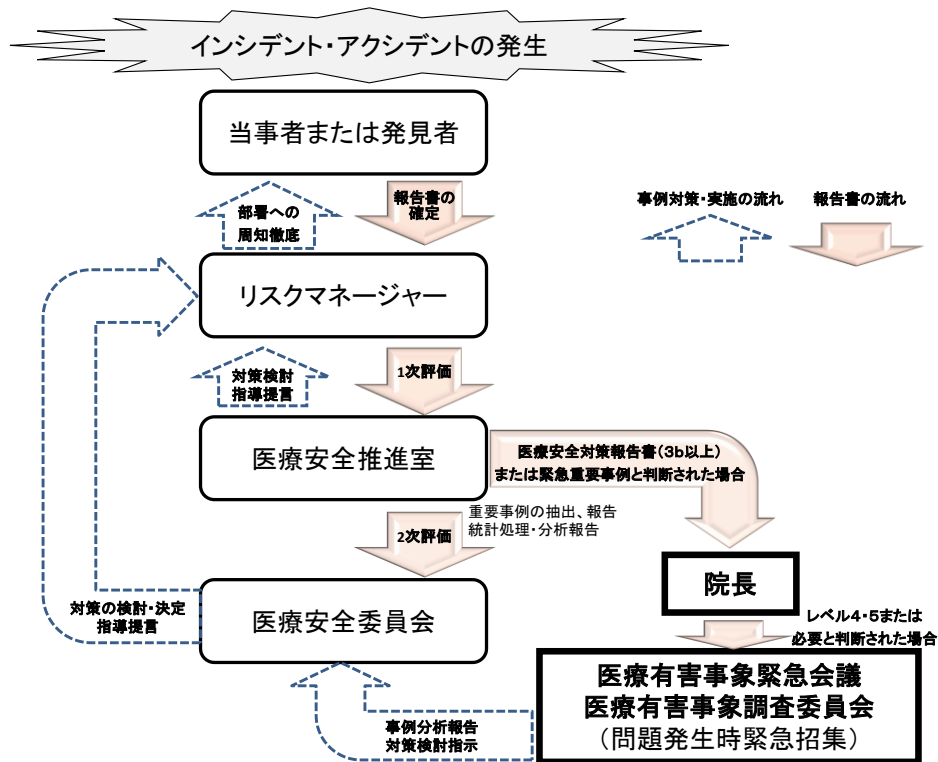 インシデント・アクシデントの発生
当事者または発見者
部署への
周知徹底
報告書の
確定
事例対策・実施の流れ
報告書の流れ
リスクマネージャー
対策検討
指導提言
1次評価
医療安全推進室
医療安全対策報告書(3b以上)
または緊急重要事例と判断された場合
2次評価
重要事例の抽出、報告
統計処理・分析報告
院長
対策の検討・決定
指導提言
医療安全委員会
レベル4・5または
必要と判断された場合
医療有害事象緊急会議
医療有害事象調査委員会
(問題発生時緊急招集)
事例分析報告
対策検討指示